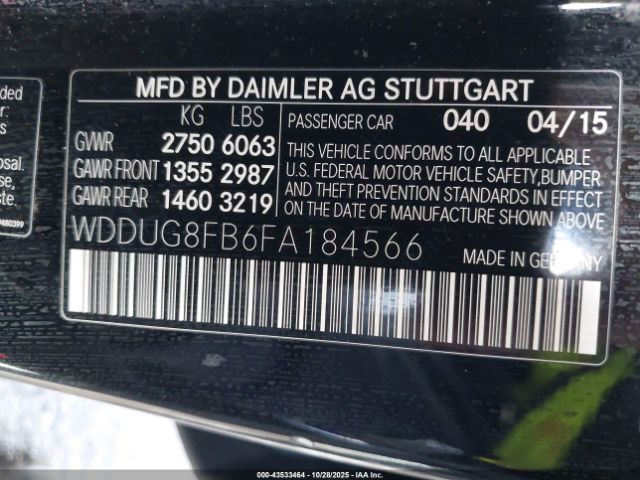 MFD BY DAIMLER AG STUTTGART
KG LBS
GVWR 2750 6063
GAWR FRONT 1355 2987
GAWR REAR 1460 3219
PASSENGER CAR 040 04/15
THIS VEHICLE CONFORMS TO ALL APPLICABLE
U.S. FEDERAL MOTOR VEHICLE SAFETY,BUMPER
AND THEFT PREVENTION STANDARDS IN EFFECT
ON THE DATE OF MANUFACTURE SHOWN ABOVE
WDDUG8FB6FA184566
MADE IN GERMANY
© 00-43533464 | 10/28/2025 | IAA Inc.